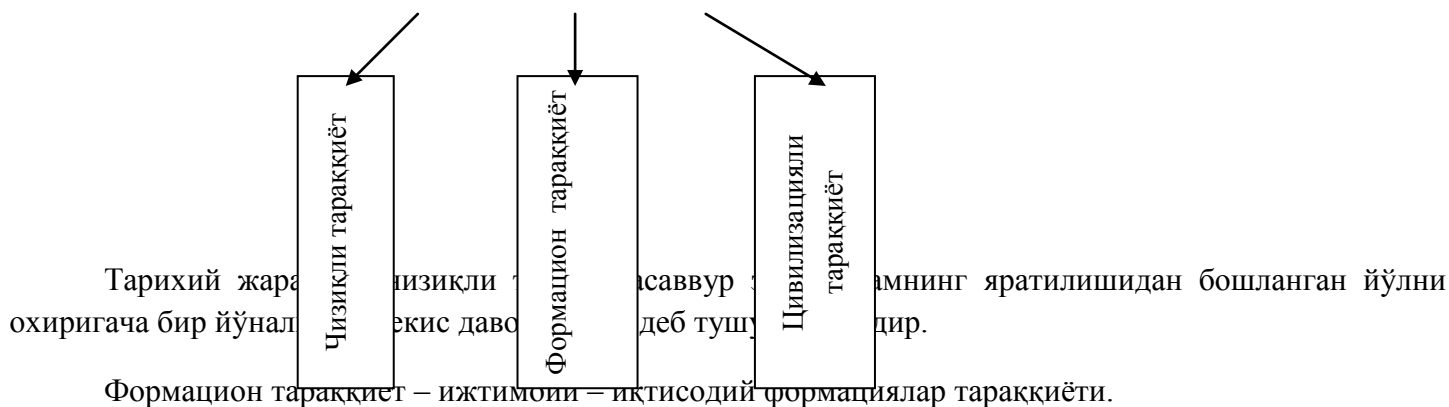 Чизиқли тараққиёт
Формацион тараққиёт
Цивилизацияли
тараққиёт
Тарихий жара низиқли т асаввур амнинг яратилишидан бошланган йўлни
охиригача бир йўнал екис даво деб тушу дир.
Формацион тараққиёт – ижтимоий – иқтисодий формациялар тараққиёти.